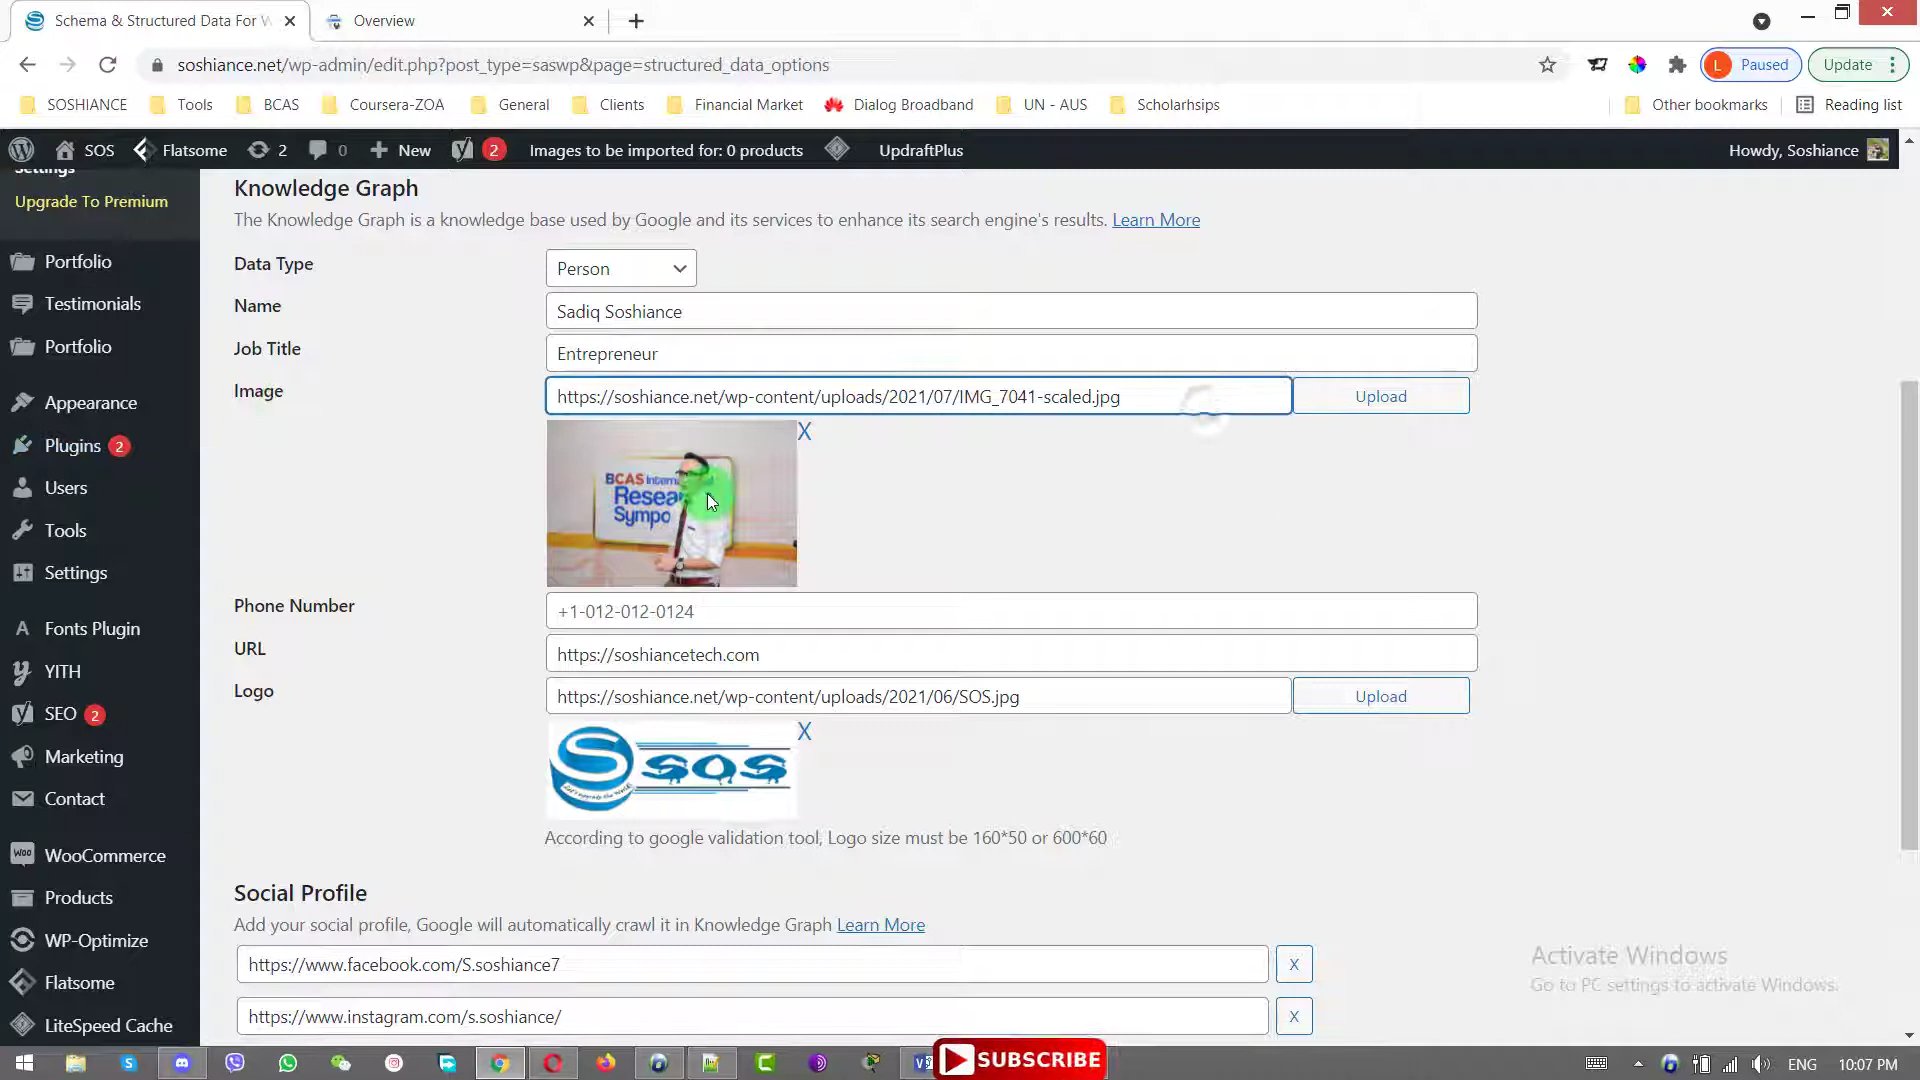 Schema & Structured Data For W
Overview
soshiance.net/wp-admin/edit.php?post_type=saswp&page=structured_data_options
L Paused
Update
SOSHIANCE
Tools
BCAS
Coursera-ZOA
General
Clients
Financial Market
Dialog Broadband
UN - AUS
Scholarhsips
Other bookmarks
Reading list
SOS
Flatsome
2
0
New
2
Images to be imported for: 0 products
UpdraftPlus
Howdy, Soshiance
Settings
Upgrade To Premium
Portfolio
Testimonials
Portfolio
Appearance
Plugins 2
Users
Tools
Settings
Fonts Plugin
YITH
SEO 2
Marketing
Contact
WooCommerce
Products
WP-Optimize
Flatsome
LiteSpeed Cache
Knowledge Graph
The Knowledge Graph is a knowledge base used by Google and its services to enhance its search engine's results. Learn More
Data Type
Person
Name
Sadiq Soshiance
Job Title
Entrepreneur
Image
https://soshiance.net/wp-content/uploads/2021/07/IMG_7041-scaled.jpg
Upload
X
BCAS
Phone Number
+1-012-012-0124
URL
https://soshiancetech.com
Logo
https://soshiance.net/wp-content/uploads/2021/06/SOS.jpg
Upload
X
SOS
According to google validation tool, Logo size must be 160*50 or 600*60
Social Profile
Add your social profile, Google will automatically crawl it in Knowledge Graph Learn More
https://www.facebook.com/S.soshiance7
X
https://www.instagram.com/s.soshiance/
X
Activate Windows
Go to PC settings to activate Windows.
SUBSCRIBE
ENG
10:07 PM